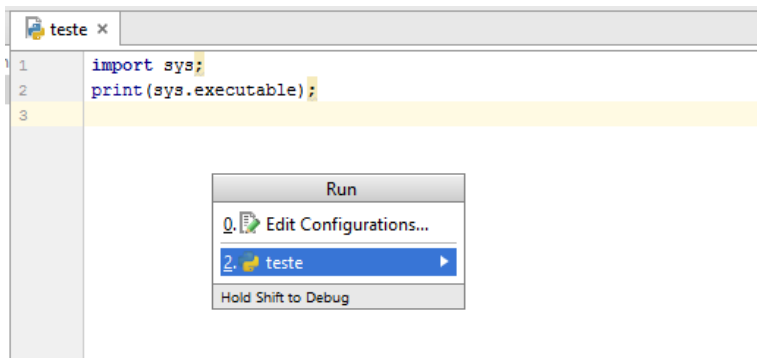 teste
1 import sys;
2 print(sys.executable);
3
Run
0. Edit Configurations...
2. teste
Hold Shift to Debug